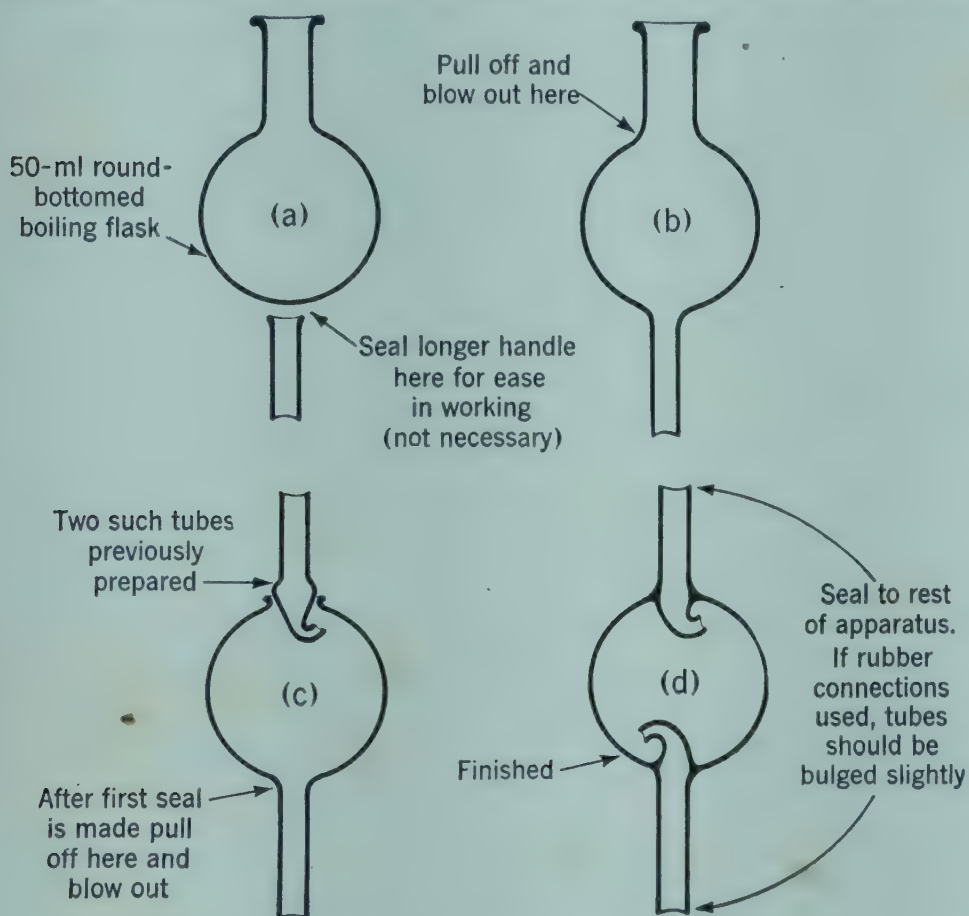 Pull off and
blow out here
50-ml round-
bottomed
boiling flask
(a)
(b)
Seal longer handle
here for ease
in working
(not necessary)
Two such tubes
previously
prepared
(c)
After first seal
is made pull
off here and
blow out
(d)
Finished
Seal to rest
of apparatus.
If rubber
connections
used, tubes
should be
bulged slightly